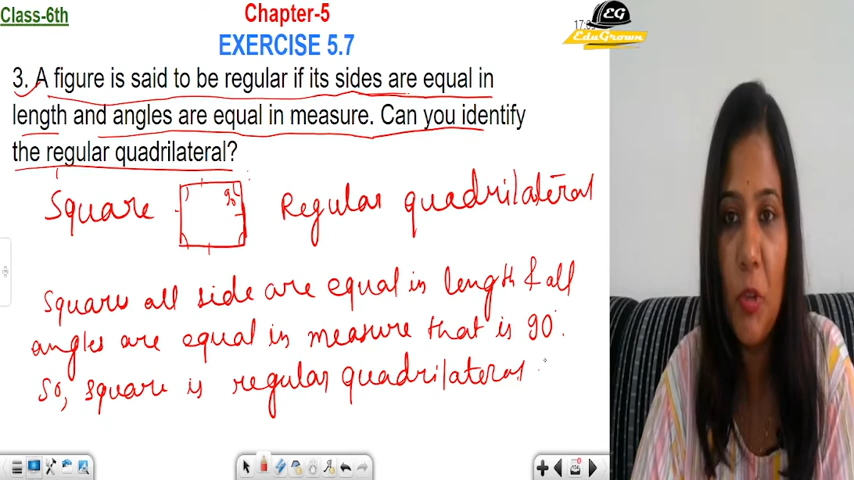 Class-6th
Chapter-5
EXERCISE 5.7
EG
EduGrown
3. A figure is said to be regular if its sides are equal in
length and angles are equal in measure. Can you identify
the regular quadrilateral?
Square 90° Regular quadrilateral
Square all side are equal in length & all
angles are equal in measure that is 90°.
So, square is regular quadrilateral